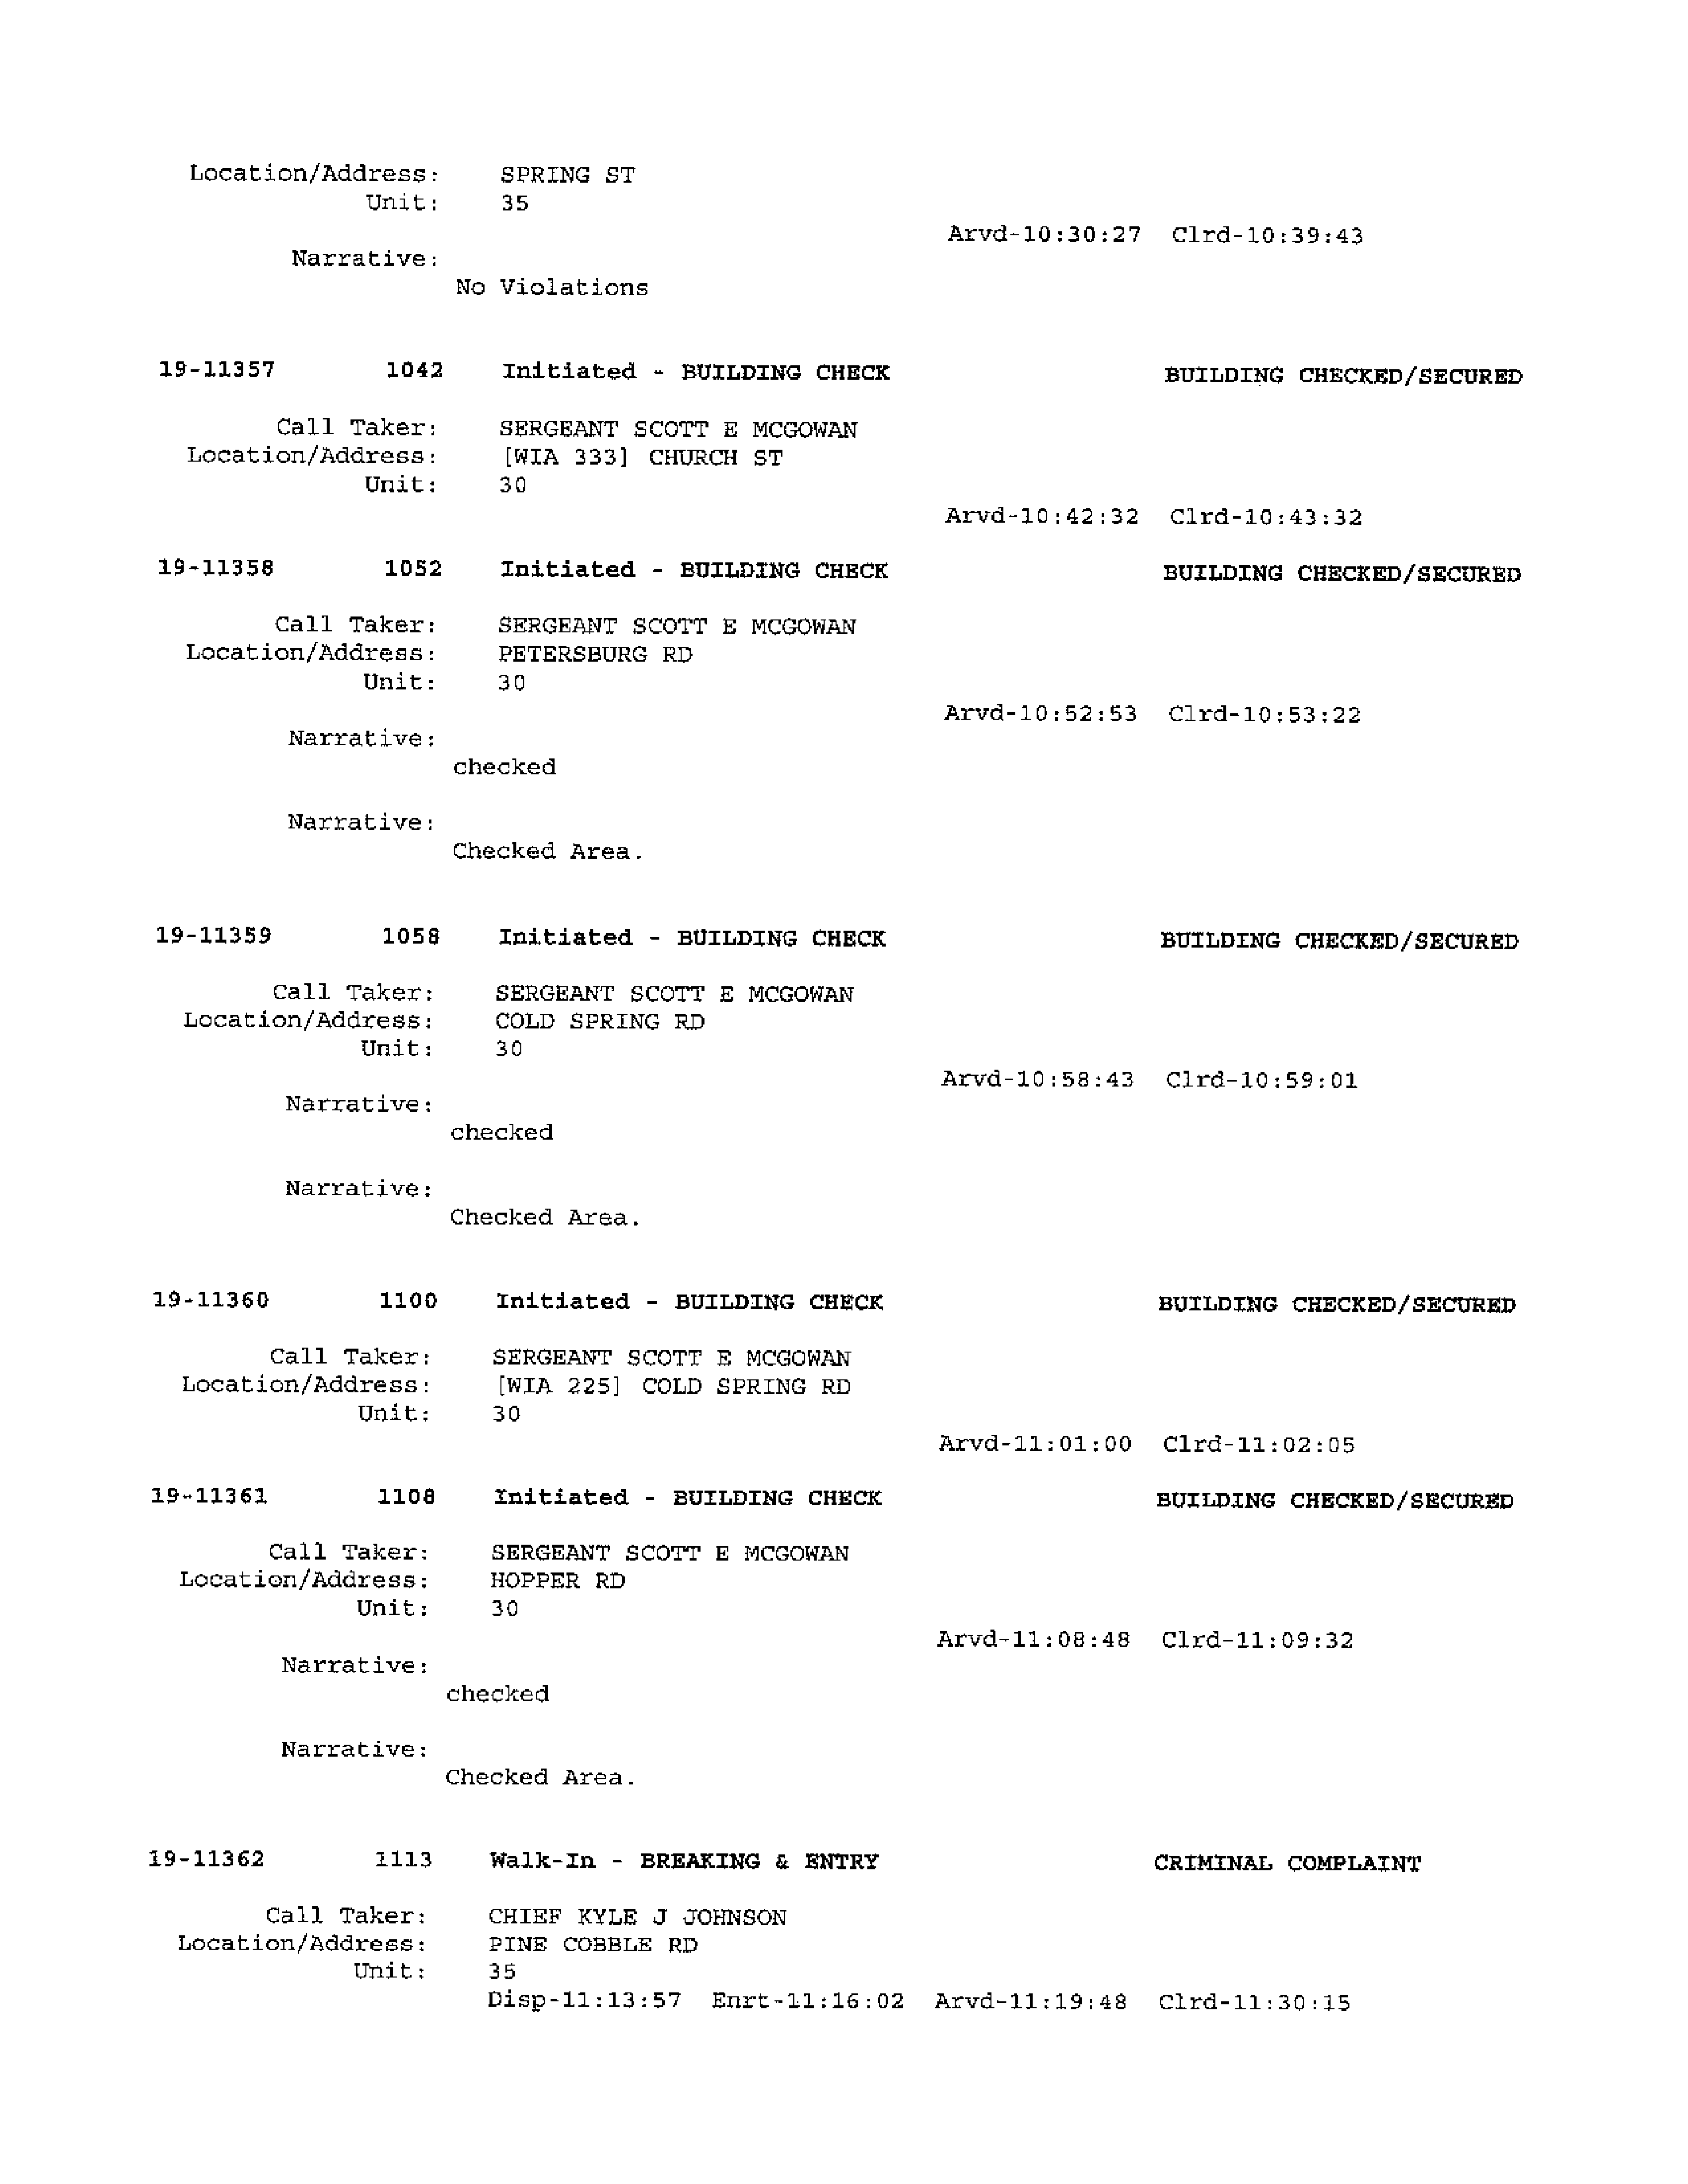 Location/Address: SPRING ST
Unit: 35
Arvd-10:30:27 Clrd-10:39:43
Narrative:
No Violations
19-11357 1042 Initiated - BUILDING CHECK BUILDING CHECKED/SECURED
Call Taker: SERGEANT SCOTT E MCGOWAN
Location/Address: [WIA 333] CHURCH ST
Unit: 30
Arvd-10:42:32 Clrd-10:43:32
19-11358 1052 Initiated - BUILDING CHECK BUILDING CHECKED/SECURED
Call Taker: SERGEANT SCOTT E MCGOWAN
Location/Address: PETERSBURG RD
Unit: 30
Arvd-10:52:53 Clrd-10:53:22
Narrative:
checked
Narrative:
Checked Area.
19-11359 1058 Initiated - BUILDING CHECK BUILDING CHECKED/SECURED
Call Taker: SERGEANT SCOTT E MCGOWAN
Location/Address: COLD SPRING RD
Unit: 30
Arvd-10:58:43 Clrd-10:59:01
Narrative:
checked
Narrative:
Checked Area.
19-11360 1100 Initiated - BUILDING CHECK BUILDING CHECKED/SECURED
Call Taker: SERGEANT SCOTT E MCGOWAN
Location/Address: [WIA 225] COLD SPRING RD
Unit: 30
Arvd-11:01:00 Clrd-11:02:05
19-11361 1108 Initiated - BUILDING CHECK BUILDING CHECKED/SECURED
Call Taker: SERGEANT SCOTT E MCGOWAN
Location/Address: HOPPER RD
Unit: 30
Arvd-11:08:48 Clrd-11:09:32
Narrative:
checked
Narrative:
Checked Area.
19-11362 1113 Walk-In - BREAKING & ENTRY CRIMINAL COMPLAINT
Call Taker: CHIEF KYLE J JOHNSON
Location/Address: PINE COBBLE RD
Unit: 35
Disp-11:13:57 Enrt-11:16:02 Arvd-11:19:48 Clrd-11:30:15